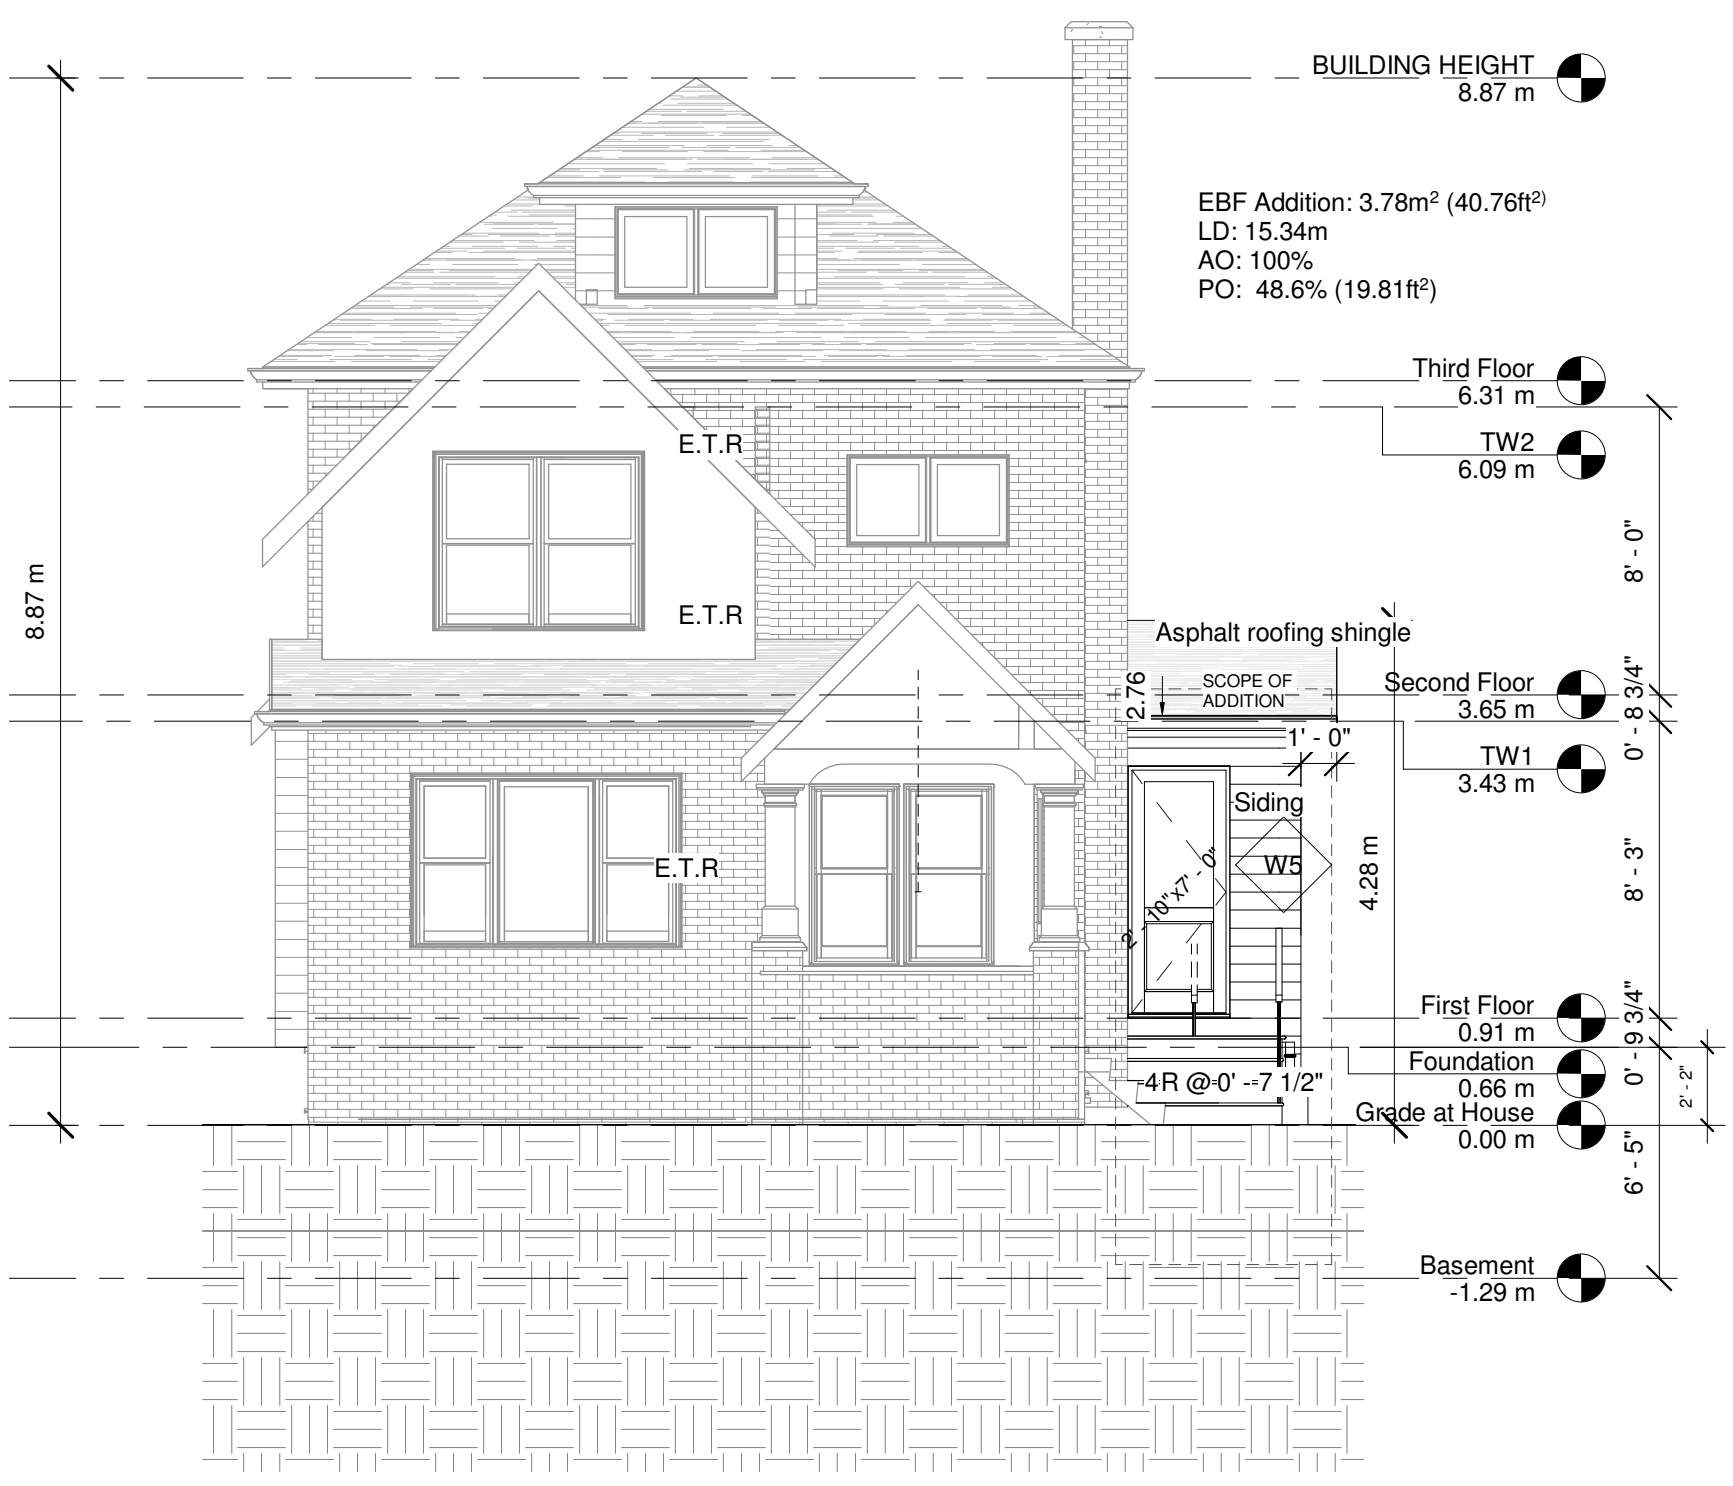 BUILDING HEIGHT
8.87 m
EBF Addition: 3.78m² (40.76ft²⁾
LD: 15.34m
AO: 100%
PO: 48.6% (19.81ft²)
Third Floor
6.31 m
TW2
6.09 m
E.T.R
8' - 0"
8.87 m
E.T.R
Asphalt roofing shingle
2.76
SCOPE OF
ADDITION
Second Floor
3.65 m
0' - 8 3/4"
1' - 0"
TW1
3.43 m
Siding
E.T.R
2' - 10"x7' - 0"
W5
4.28 m
8' - 3"
First Floor
0.91 m
0' - 9 3/4"
Foundation
0.66 m
4R @ 0' - 7 1/2"
2' - 2"
Grade at House
0.00 m
6' - 5"
Basement
-1.29 m